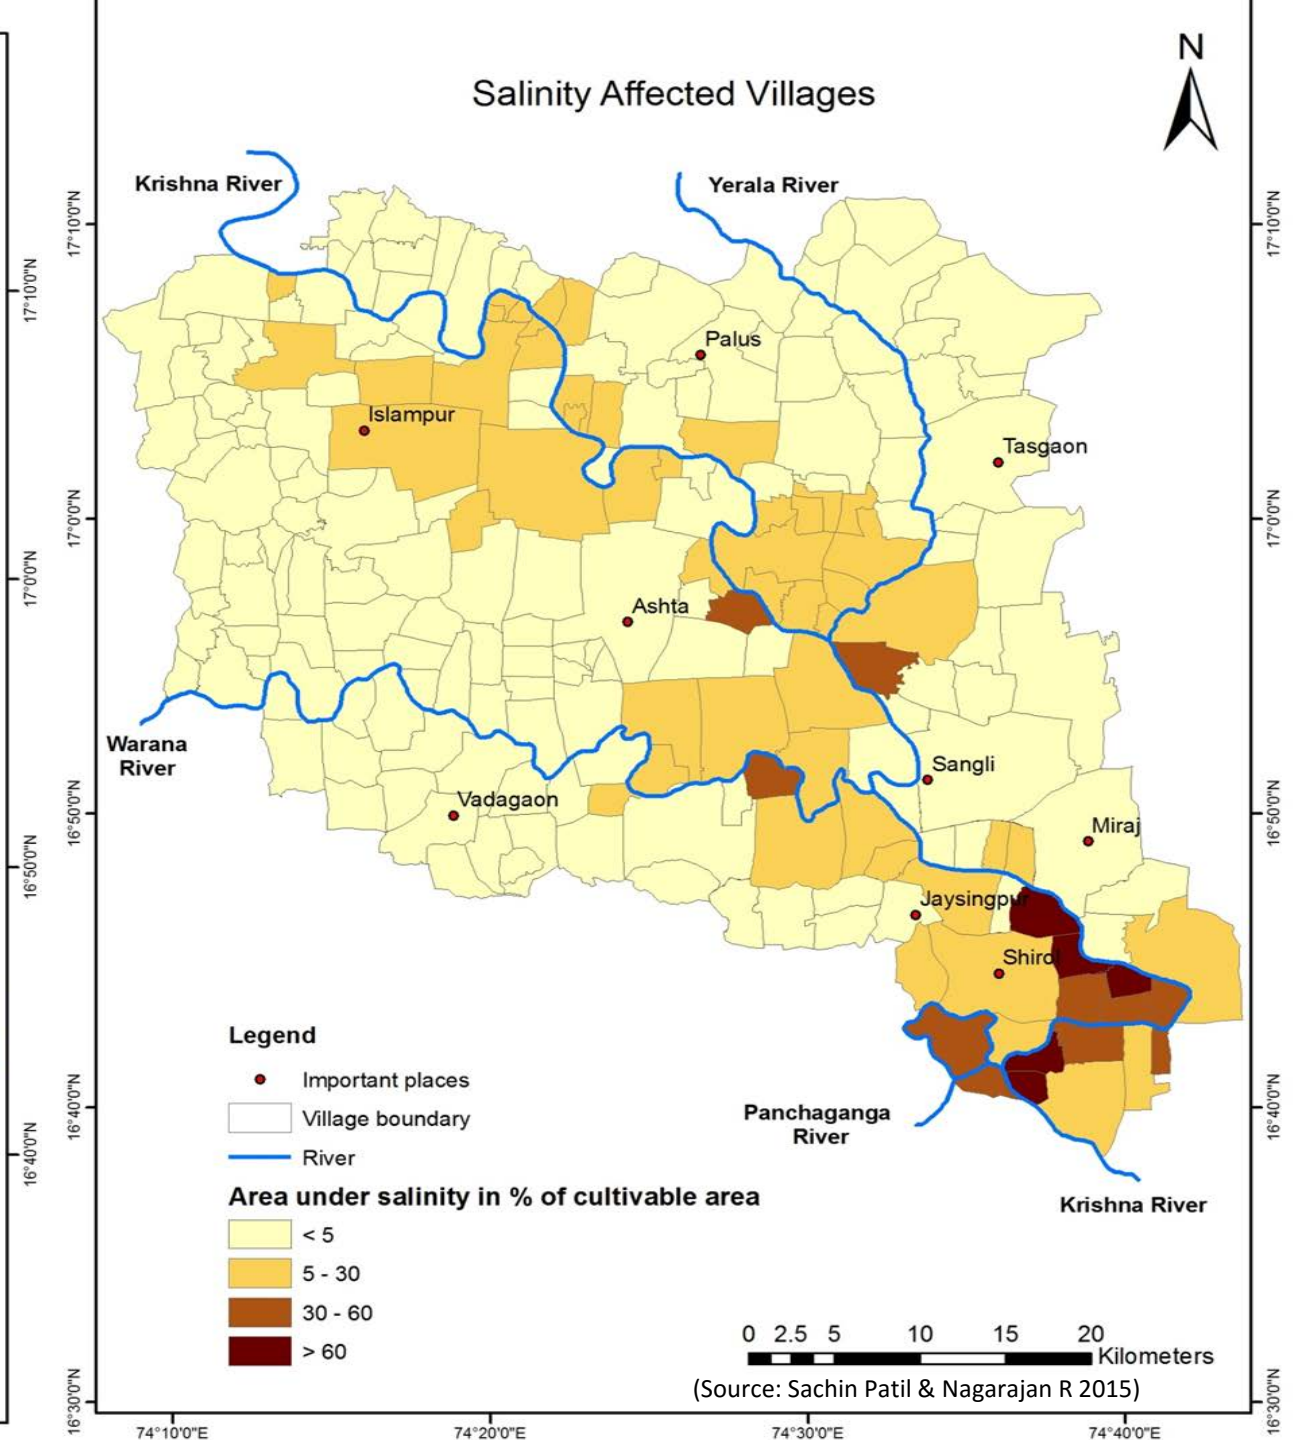 N
Salinity Affected Villages
Krishna River
Yerala River
17°10'0"N
17°10'0"N
17°10'0"N
Palus
Islampur
Tasgaon
17°0'0"N
17°0'0"N
17°0'0"N
Ashta
Warana
River
Sangli
Vadagaon
16°50'0"N
16°50'0"N
16°50'0"N
Miraj
Jaysingpur
Shirol
Legend
Important places
Village boundary
River
Panchaganga
River
16°40'0"N
16°40'0"N
16°40'0"N
Krishna River
Area under salinity in % of cultivable area
< 5
5 - 30
30 - 60
> 60
0 2.5 5 10 15 20
Kilometers
(Source: Sachin Patil & Nagarajan R 2015)
16°30'0"N
16°30'0"N
74°10'0"E
74°20'0"E
74°30'0"E
74°40'0"E